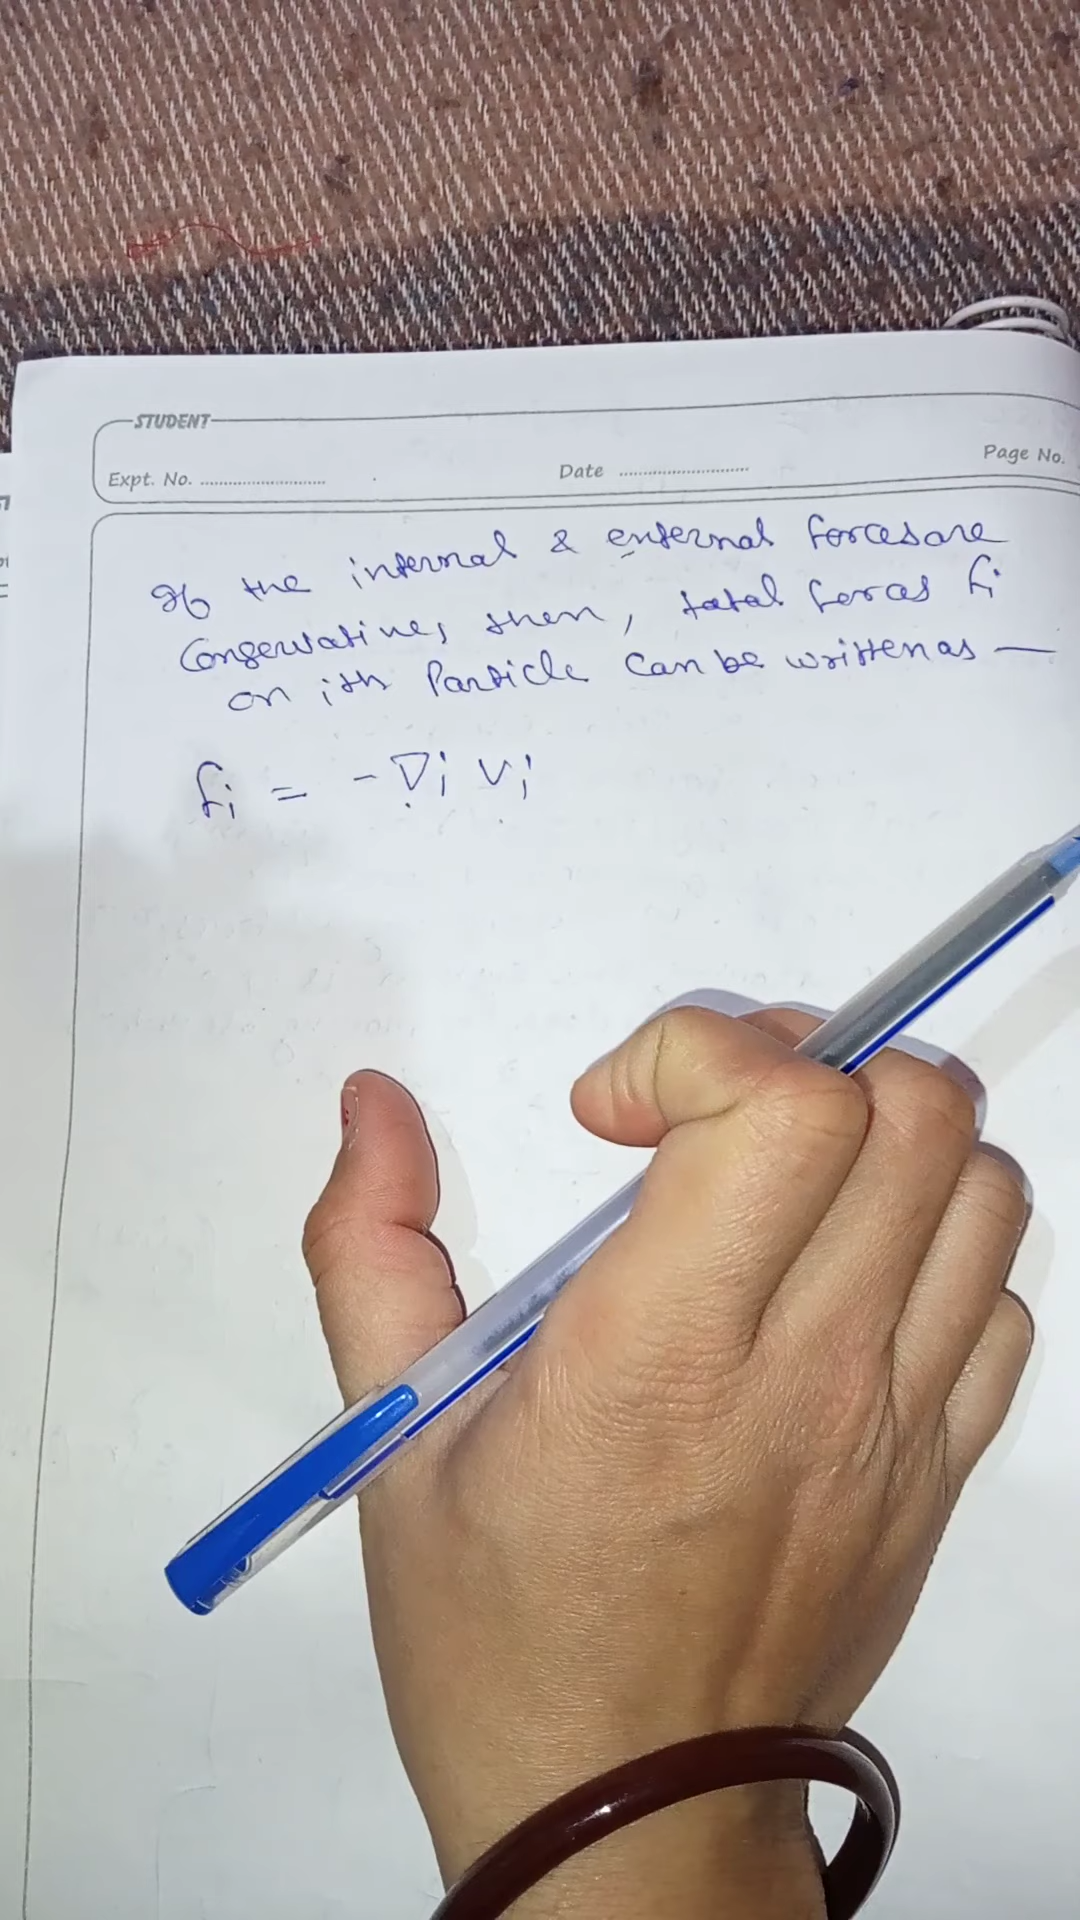 STUDENT
Expt. No. ............................ Date ............................ Page No.
If the internal & external forces are
Conservative, then, total forces fi
on ith Particle can be written as —
fi = - ∇i Vi